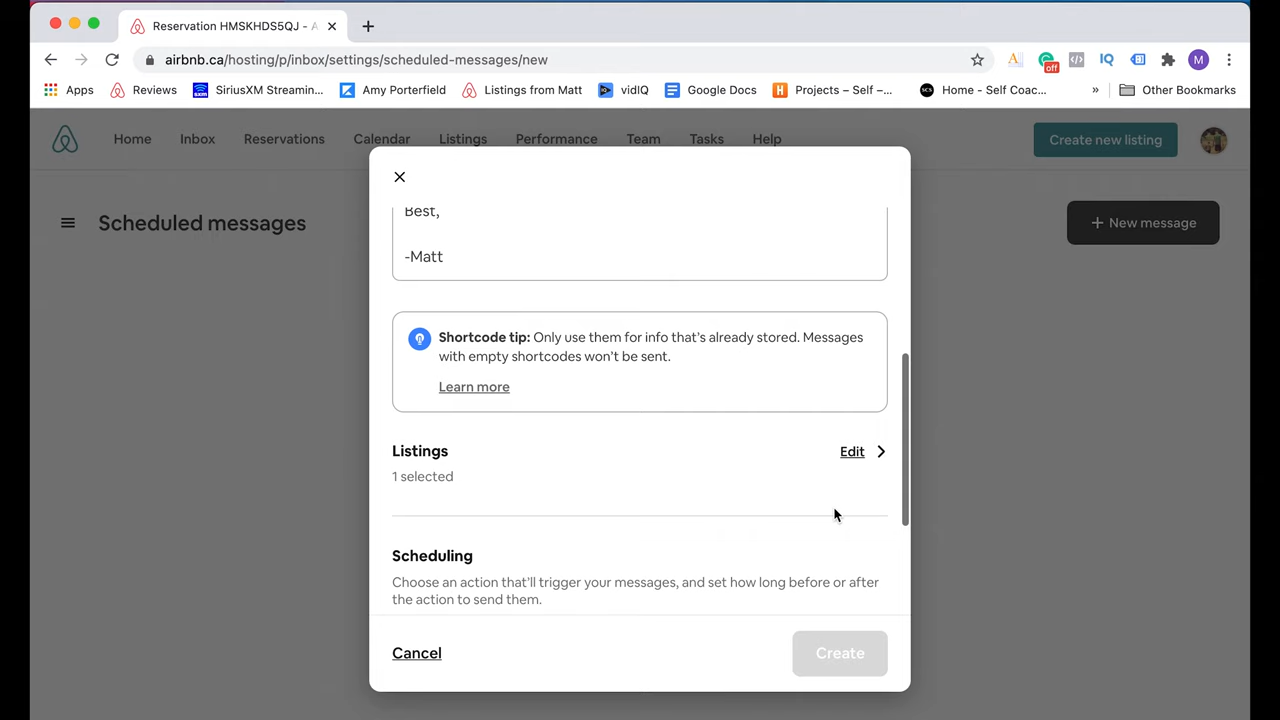 Reservation HMSKHDS5QJ - A
airbnb.ca/hosting/p/inbox/settings/scheduled-messages/new
off
IQ
M
Apps
Reviews
SiriusXM Streamin...
Amy Porterfield
Listings from Matt
vidIQ
Google Docs
Projects – Self –...
Home - Self Coac...
»
Other Bookmarks
Home
Inbox
Reservations
Calendar
Listings
Performance
Team
Tasks
Help
Create new listing
Scheduled messages
+ New message
Best,
-Matt
Shortcode tip: Only use them for info that's already stored. Messages
with empty shortcodes won't be sent.
Learn more
Listings
Edit
1 selected
Scheduling
Choose an action that'll trigger your messages, and set how long before or after
the action to send them.
Cancel
Create